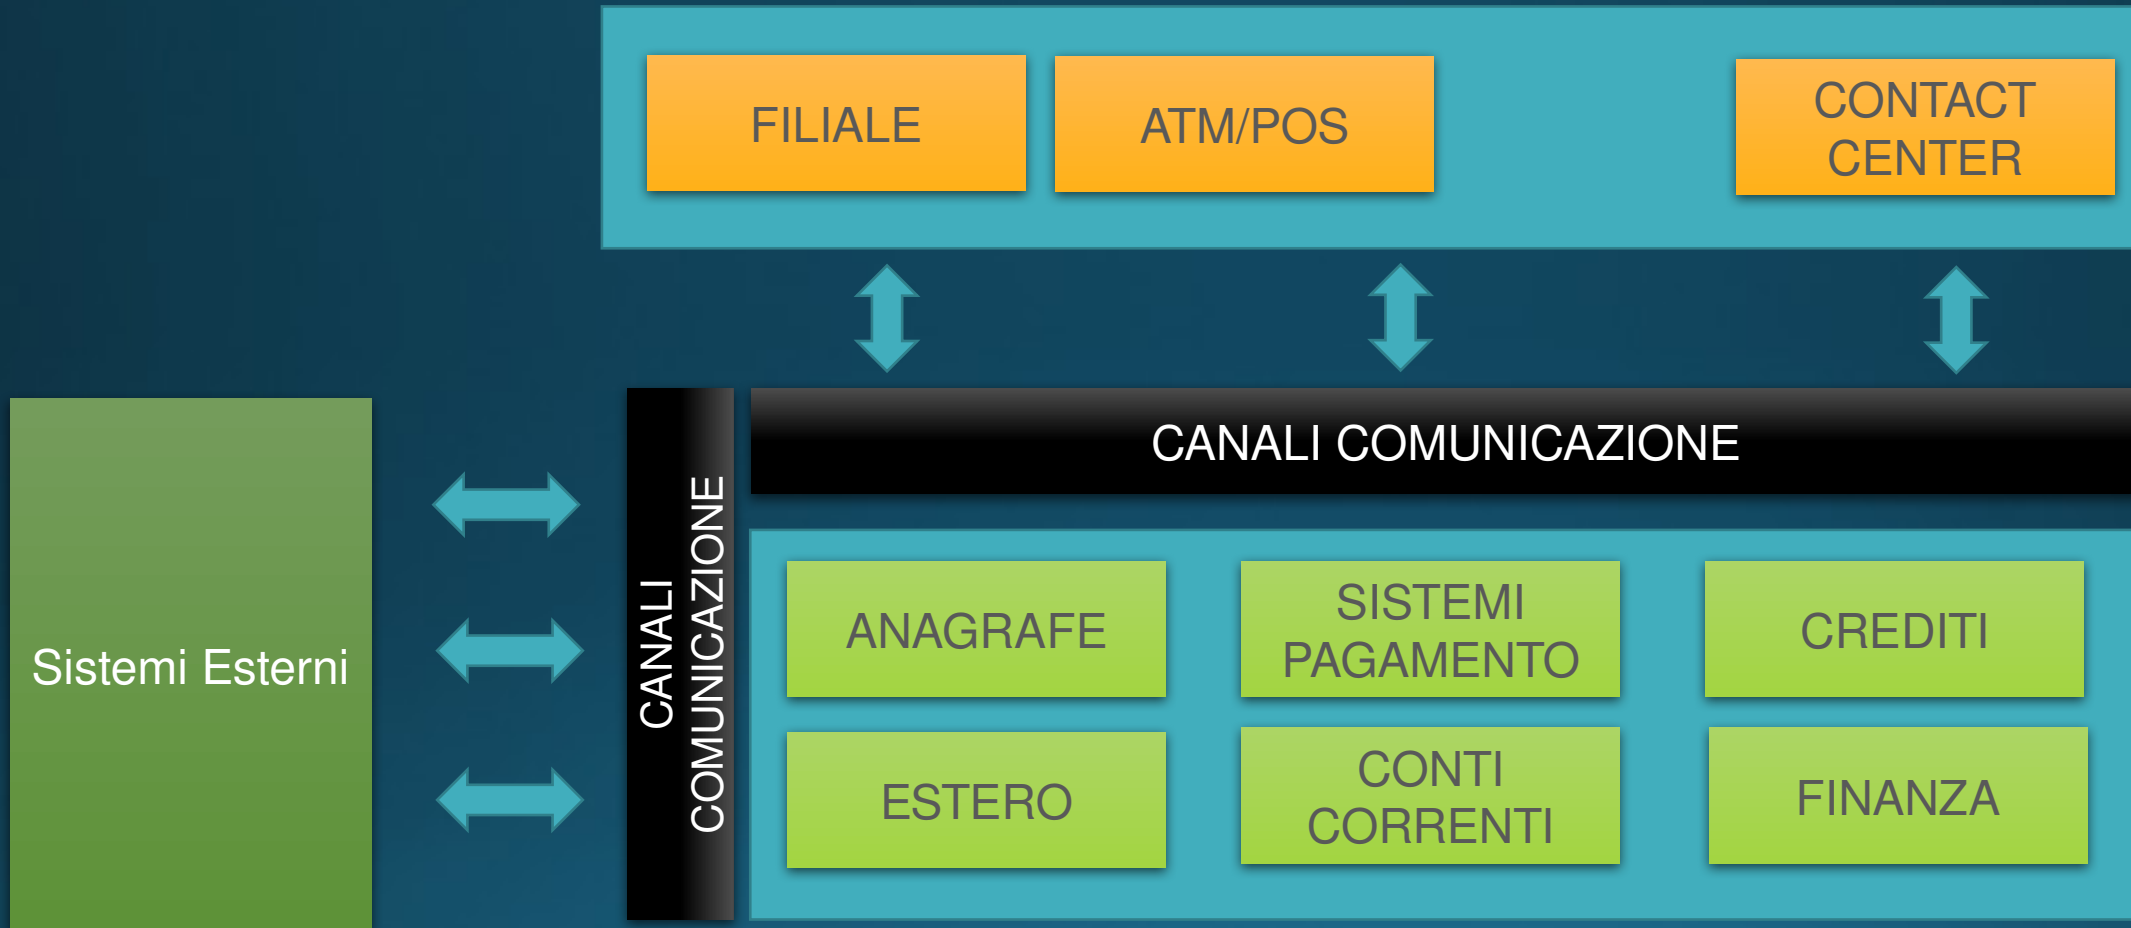 FILIALE
ATM/POS
CONTACT
CENTER
CANALI COMUNICAZIONE
Sistemi Esterni
CANALI
COMUNICAZIONE
ANAGRAFE
SISTEMI
PAGAMENTO
CREDITI
ESTERO
CONTI
CORRENTI
FINANZA